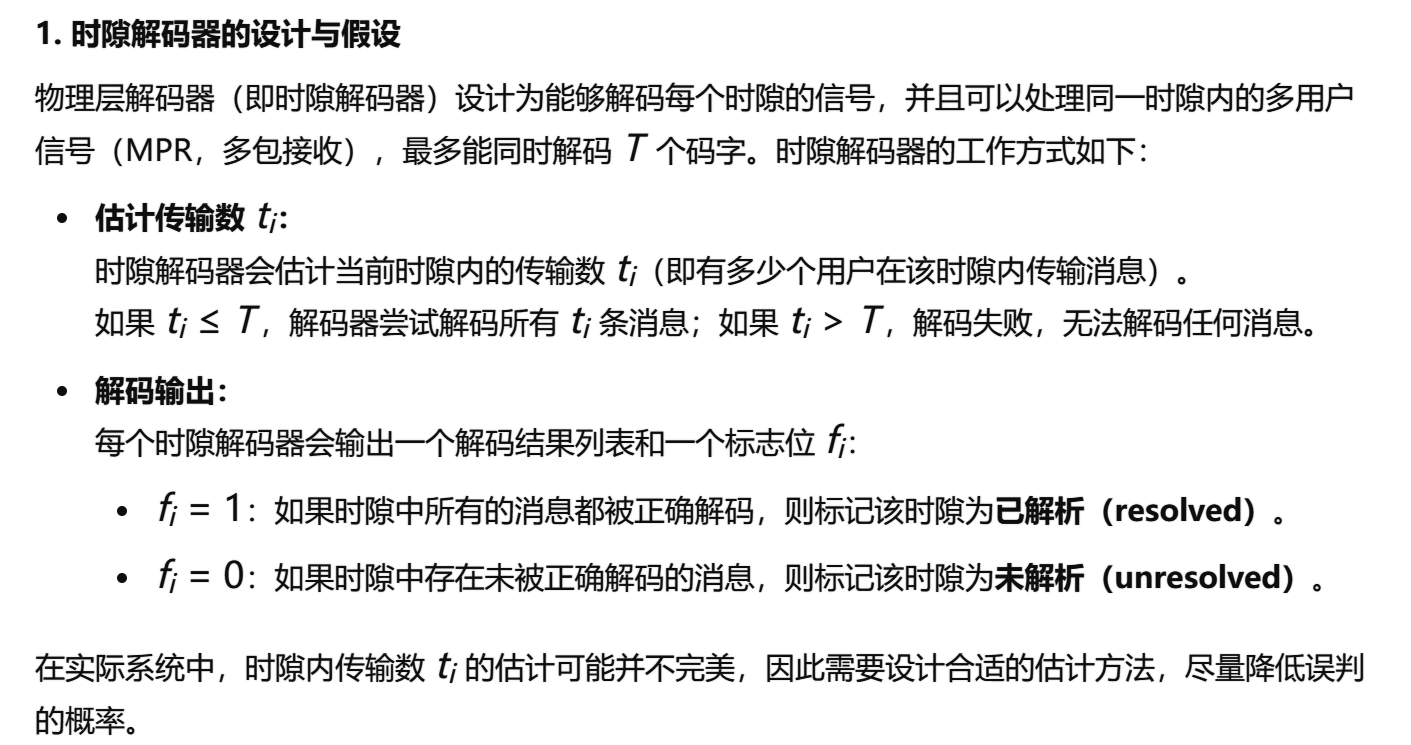 1. 时隙解码器的设计与假设
物理层解码器（即时隙解码器）设计为能够解码每个时隙的信号，并且可以处理同一时隙内的多用户
信号（MPR，多包接收），最多能同时解码 T 个码字。时隙解码器的工作方式如下：
• 估计传输数 tᵢ：
时隙解码器会估计当前时隙内的传输数 tᵢ（即有多少个用户在该时隙内传输消息）。
如果 tᵢ ≤ T，解码器尝试解码所有 tᵢ 条消息；如果 tᵢ > T，解码失败，无法解码任何消息。
• 解码输出：
每个时隙解码器会输出一个解码结果列表和一个标志位 fᵢ：
• fᵢ = 1：如果时隙中所有的消息都被正确解码，则标记该时隙为已解析（resolved）。
• fᵢ = 0：如果时隙中存在未被正确解码的消息，则标记该时隙为未解析（unresolved）。
在实际系统中，时隙内传输数 tᵢ 的估计可能并不完美，因此需要设计合适的估计方法，尽量降低误判
的概率。